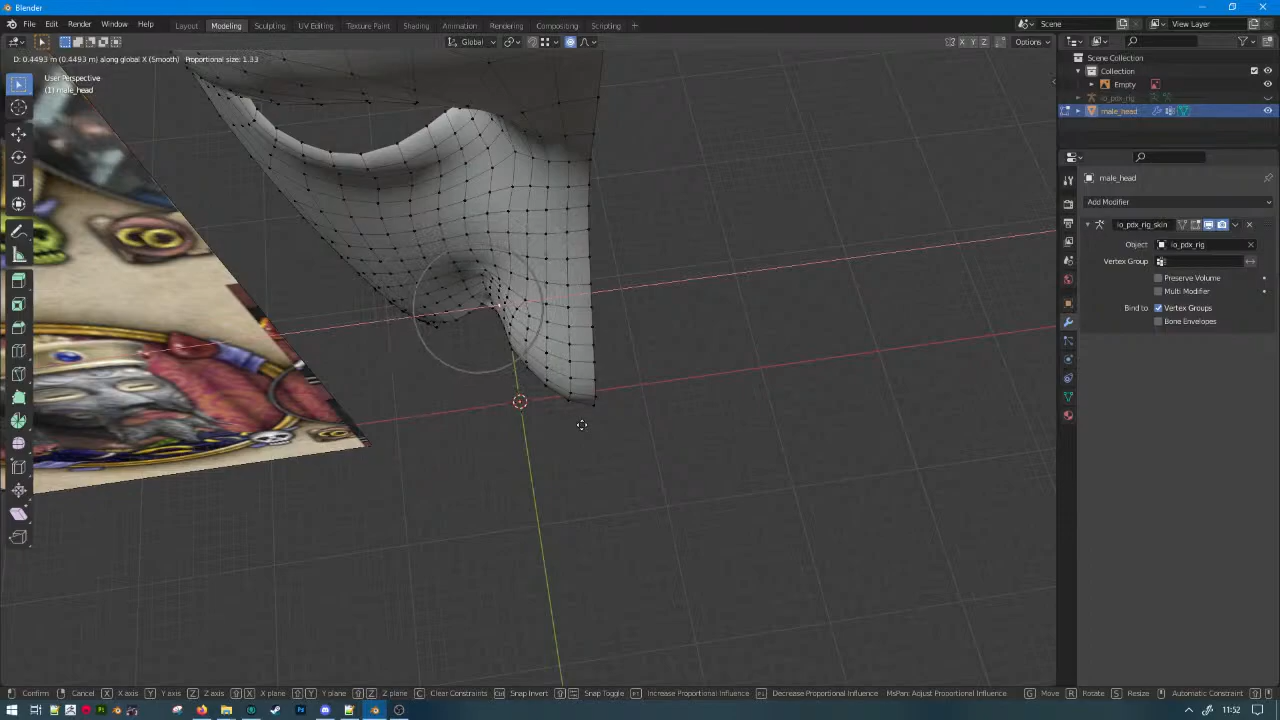 Blender
File Edit Render Window Help Layout Modeling Sculpting UV Editing Texture Paint Shading Animation Rendering Compositing Scripting +
Scene View Layer
Global X Y Z Options
D: 0.4493 m (0.4493 m) along global X (Smooth) Proportional size: 1.33
User Perspective
(1) male_head
Scene Collection
Collection
Empty
io_pdx_rig
male_head
male_head
Add Modifier
io_pdx_rig_skin
Object io_pdx_rig
Vertex Group
Preserve Volume
Multi Modifier
Bind to Vertex Groups
Bone Envelopes
Confirm Cancel X X axis Y Y axis Z Z axis X X plane Y Y plane Z Z plane C Clear Constraints Snap Invert Snap Toggle Increase Proportional Influence Decrease Proportional Influence MsPan: Adjust Proportional Influence G Move R Rotate S Resize Automatic Constraint
11:52